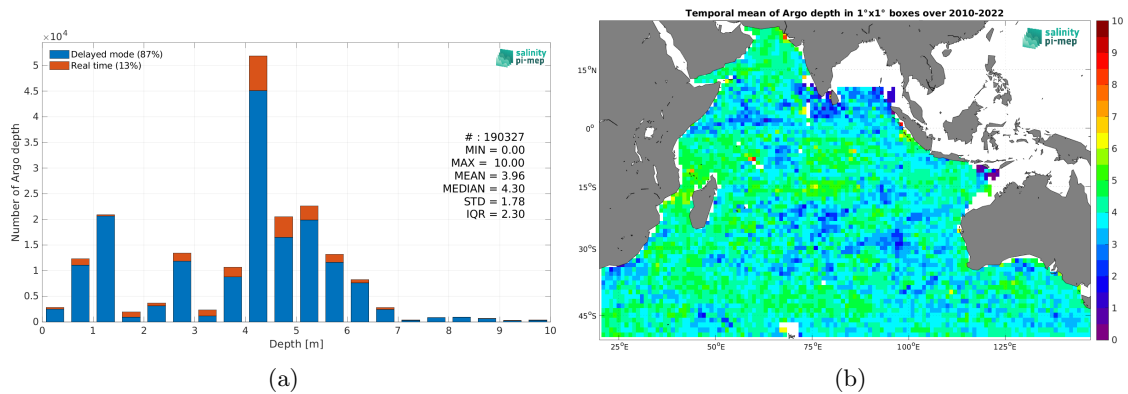 ×10⁴
Delayed mode (87%)
Real time (13%)
salinity
pi-mep
5
4.5
4
3.5
3
2.5
2
1.5
1
0.5
0
Number of Argo depth
# : 190327
MIN = 0.00
MAX = 10.00
MEAN = 3.96
MEDIAN = 4.30
STD = 1.78
IQR = 2.30
0 1 2 3 4 5 6 7 8 9 10
Depth [m]
(a)
Temporal mean of Argo depth in 1°x1° boxes over 2010-2022
salinity
pi-mep
15°N
0°
15°S
30°S
45°S
25°E 50°E 75°E 100°E 125°E
10
9
8
7
6
5
4
3
2
1
0
(b)